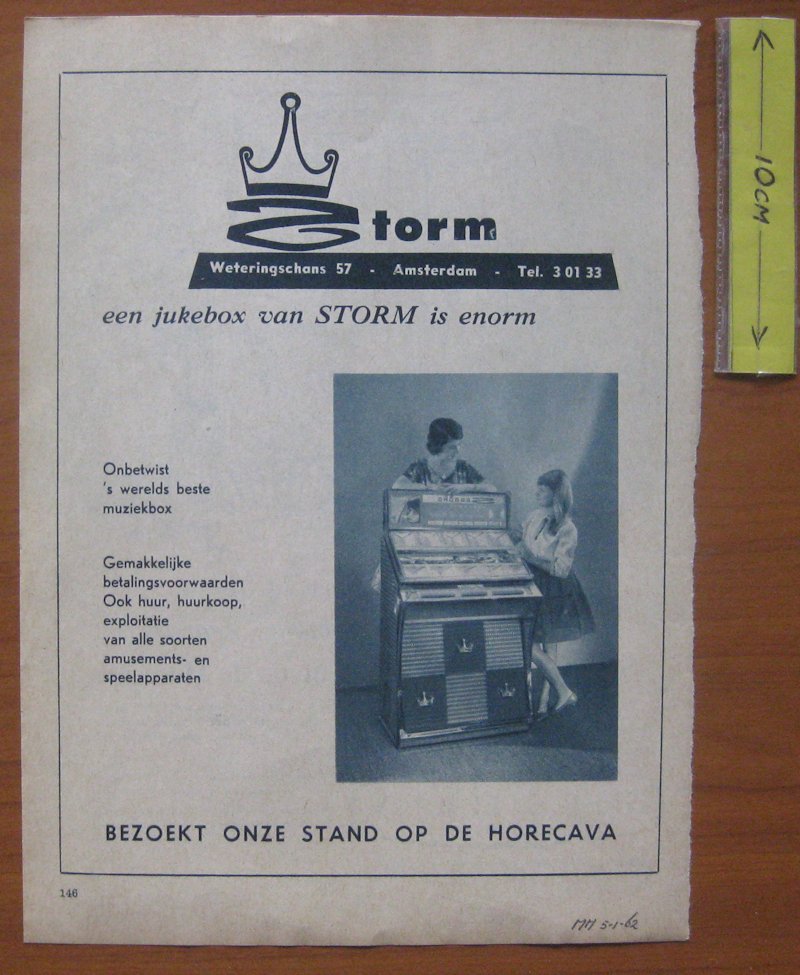 Storm
Weteringschans 57 - Amsterdam - Tel. 3 01 33
een jukebox van STORM is enorm
Onbetwist
's werelds beste
muziekbox
Gemakkelijke
betalingsvoorwaarden
Ook huur, huurkoop,
exploitatie
van alle soorten
amusements- en
speelapparaten
BEZOEKT ONZE STAND OP DE HORECAVA
146
MM 5-1-62
10CM